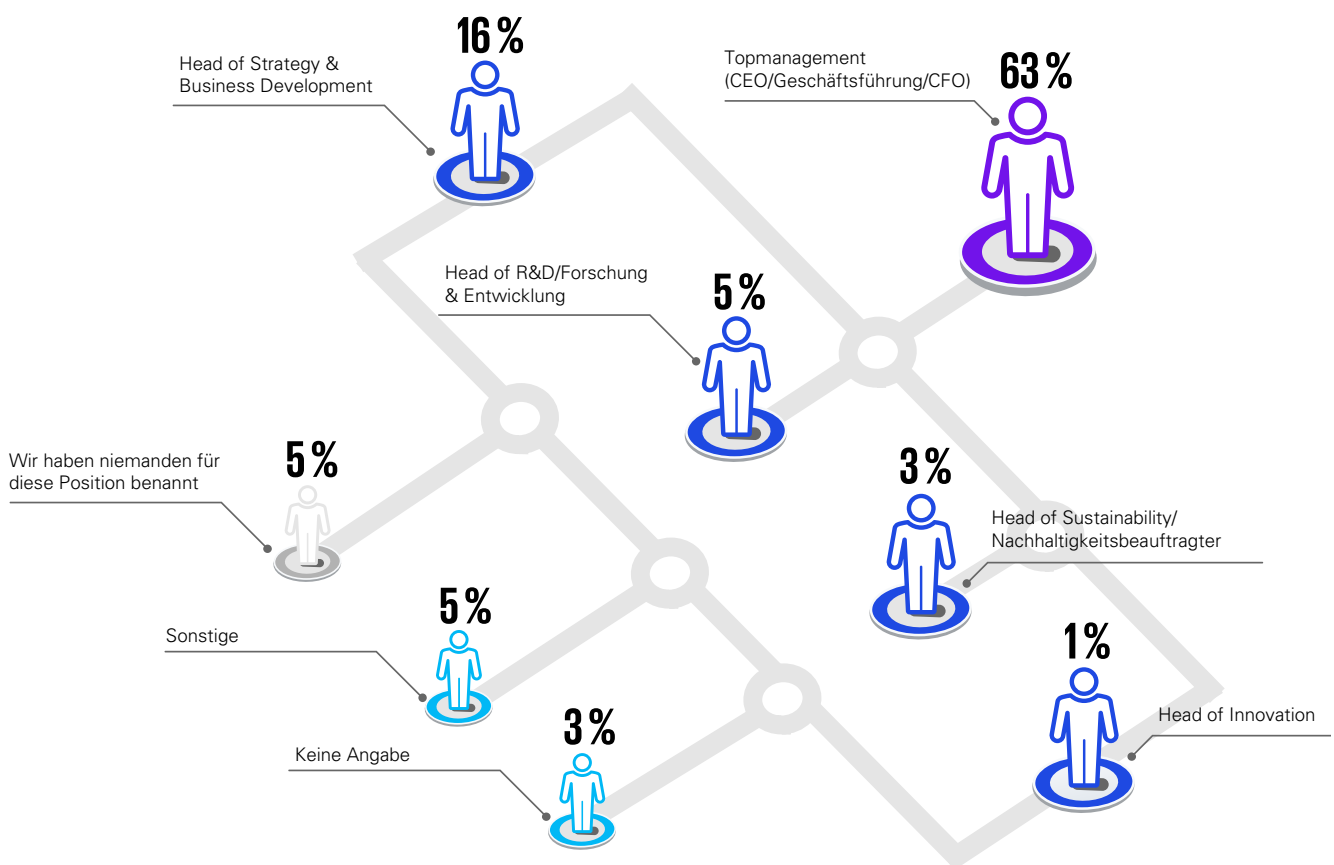 16 %
Head of Strategy &
Business Development
Topmanagement
(CEO/Geschäftsführung/CFO)
63 %
Head of R&D/Forschung
& Entwicklung
5 %
Wir haben niemanden für
diese Position benannt
5 %
3 %
Head of Sustainability/
Nachhaltigkeitsbeauftragter
Sonstige
5 %
1 %
Head of Innovation
Keine Angabe
3 %